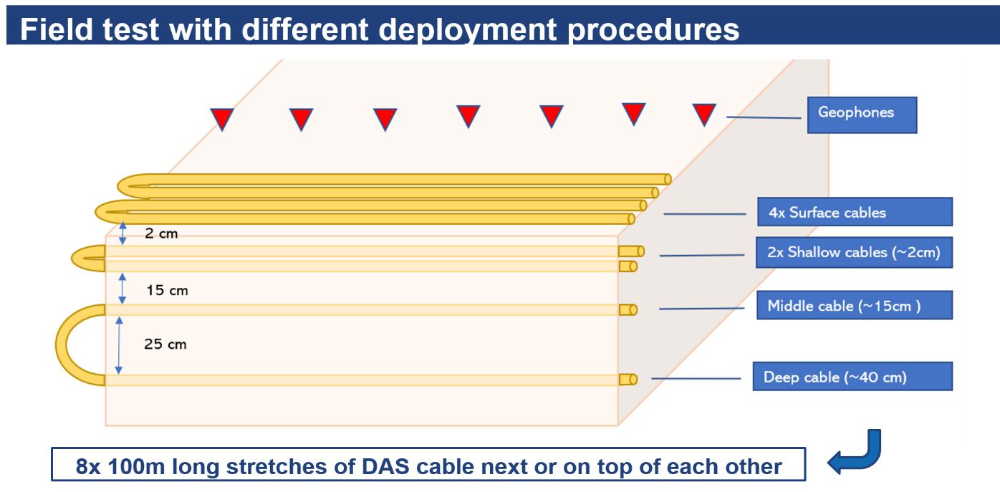 Field test with different deployment procedures
Geophones
4x Surface cables
2 cm
2x Shallow cables (~2cm)
15 cm
Middle cable (~15cm )
25 cm
Deep cable (~40 cm)
8x 100m long stretches of DAS cable next or on top of each other